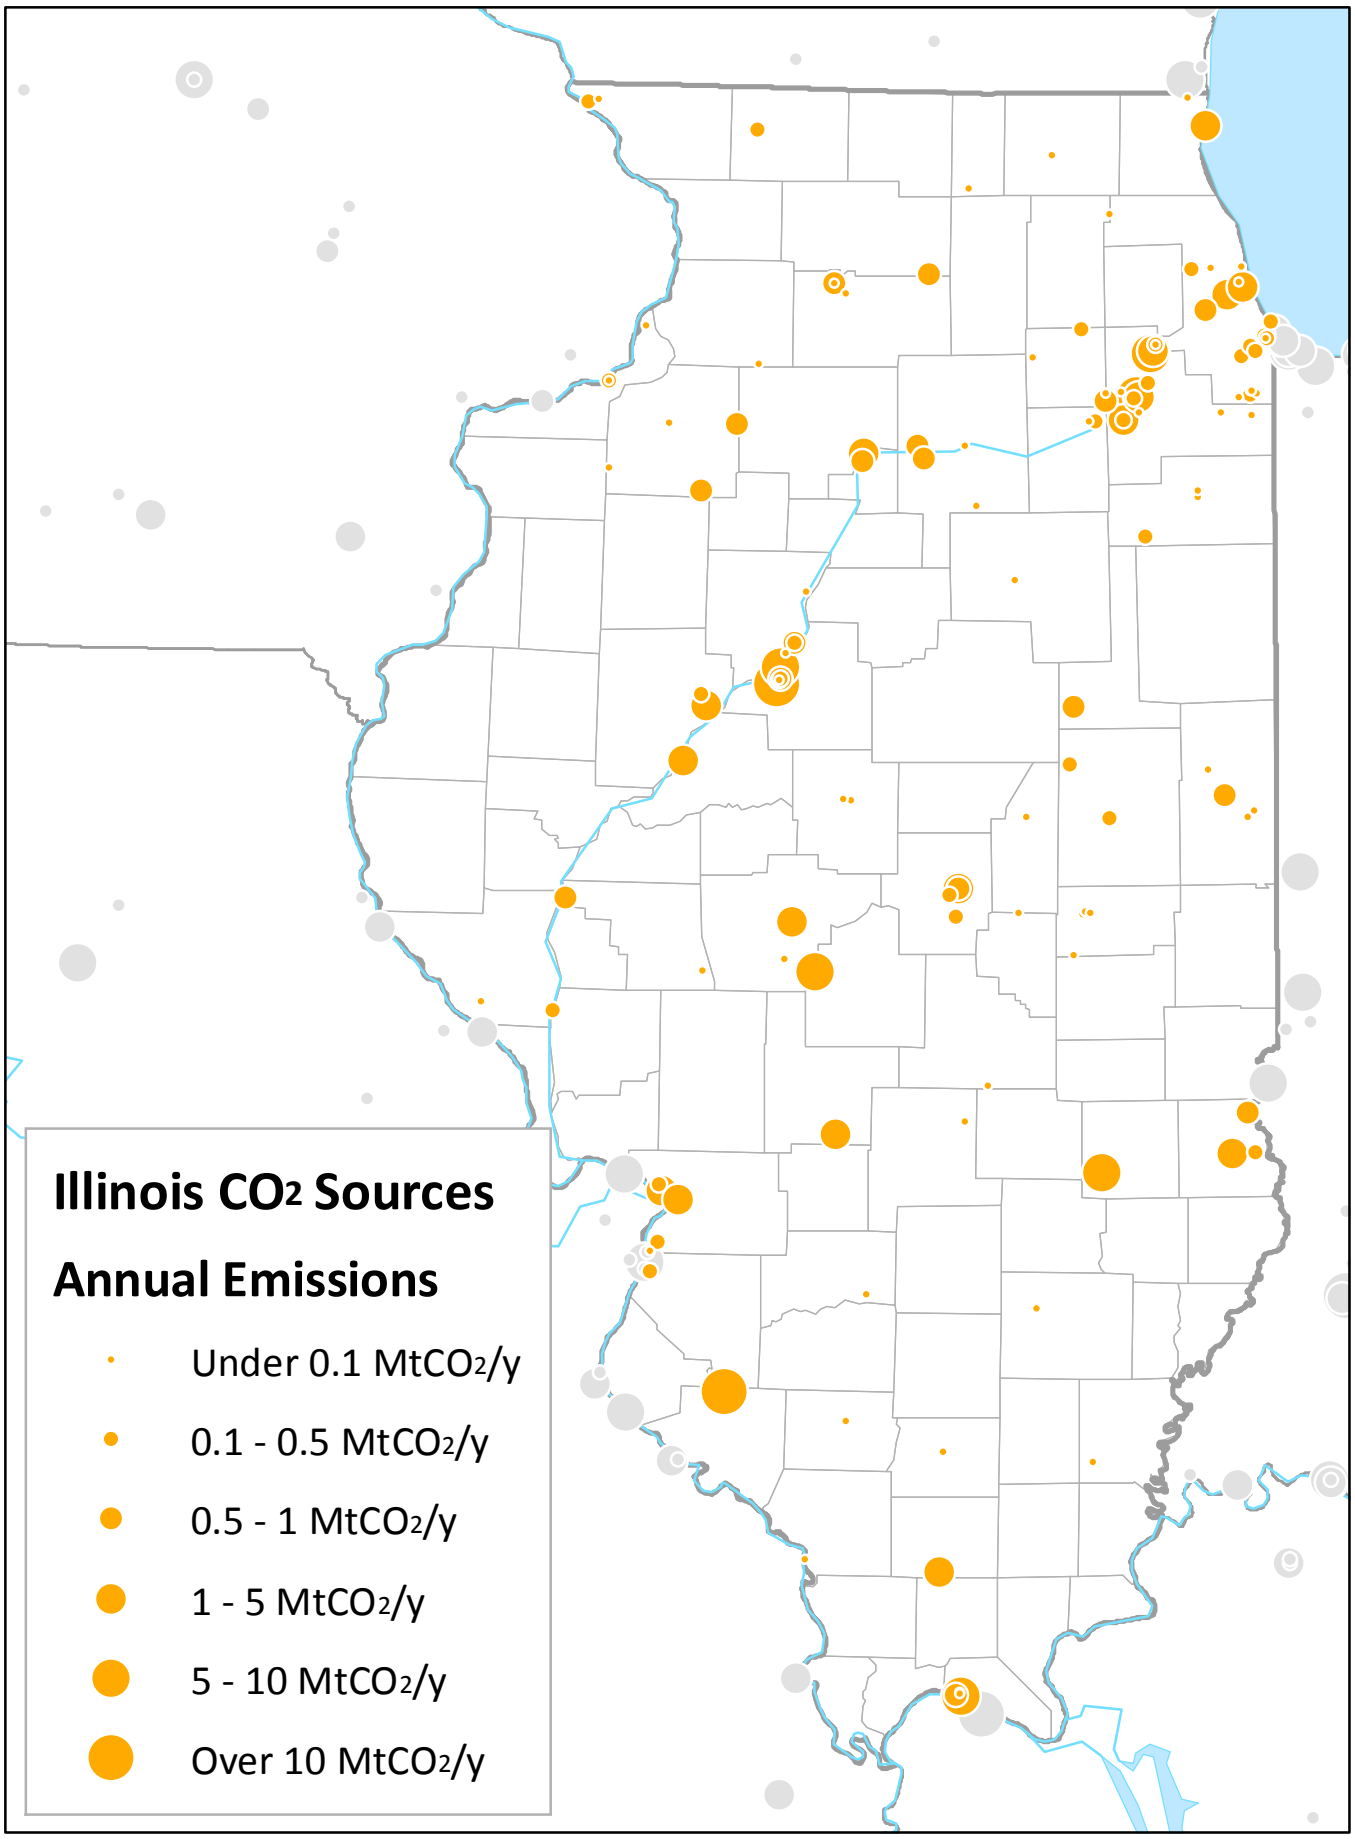 Illinois CO2 Sources
Annual Emissions
Under 0.1 MtCO2/y
0.1 - 0.5 MtCO2/y
0.5 - 1 MtCO2/y
1 - 5 MtCO2/y
5 - 10 MtCO2/y
Over 10 MtCO2/y